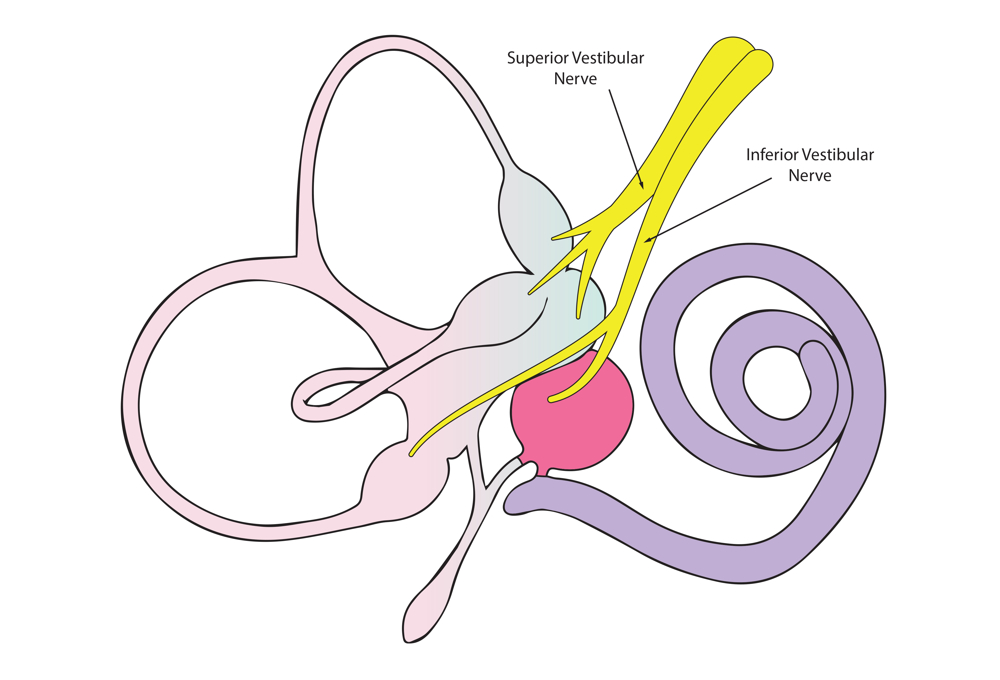 Superior Vestibular
Nerve
Inferior Vestibular
Nerve